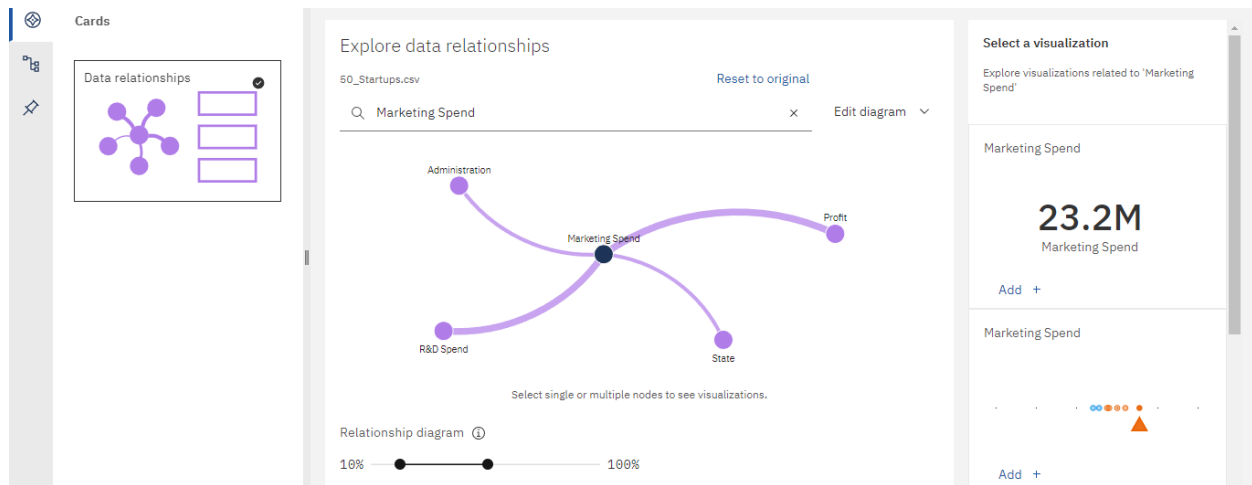 Cards
Data relationships
Explore data relationships
50_Startups.csv
Reset to original
Marketing Spend
Edit diagram
Administration
Profit
Marketing Spend
R&D Spend
State
Select single or multiple nodes to see visualizations.
Relationship diagram
10%
100%
Select a visualization
Explore visualizations related to 'Marketing
Spend'
Marketing Spend
23.2M
Marketing Spend
Add +
Marketing Spend
Add +